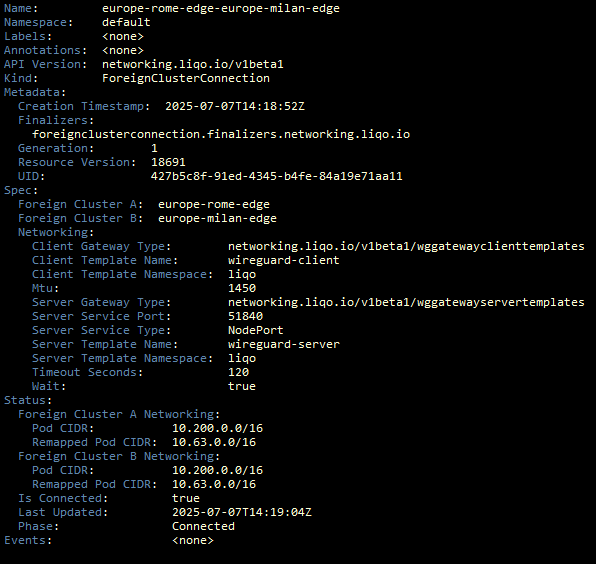 Name:         europe-rome-edge-europe-milan-edge
Namespace:    default
Labels:       <none>
Annotations:  <none>
API Version:  networking.liqo.io/v1beta1
Kind:         ForeignClusterConnection
Metadata:
  Creation Timestamp:  2025-07-07T14:18:52Z
  Finalizers:
    foreignclusterconnection.finalizers.networking.liqo.io
  Generation:        1
  Resource Version:  18691
  UID:               427b5c8f-91ed-4345-b4fe-84a19e71aa11
Spec:
  Foreign Cluster A:  europe-rome-edge
  Foreign Cluster B:  europe-milan-edge
  Networking:
    Client Gateway Type:        networking.liqo.io/v1beta1/wggatewayclienttemplates
    Client Template Name:       wireguard-client
    Client Template Namespace:  liqo
    Mtu:                        1450
    Server Gateway Type:        networking.liqo.io/v1beta1/wggatewayservertemplates
    Server Service Port:        51840
    Server Service Type:        NodePort
    Server Template Name:       wireguard-server
    Server Template Namespace:  liqo
    Timeout Seconds:            120
    Wait:                       true
Status:
  Foreign Cluster A Networking:
    Pod CIDR:           10.200.0.0/16
    Remapped Pod CIDR:  10.63.0.0/16
  Foreign Cluster B Networking:
    Pod CIDR:           10.200.0.0/16
    Remapped Pod CIDR:  10.63.0.0/16
  Is Connected:         true
  Last Updated:         2025-07-07T14:19:04Z
  Phase:                Connected
Events:                 <none>